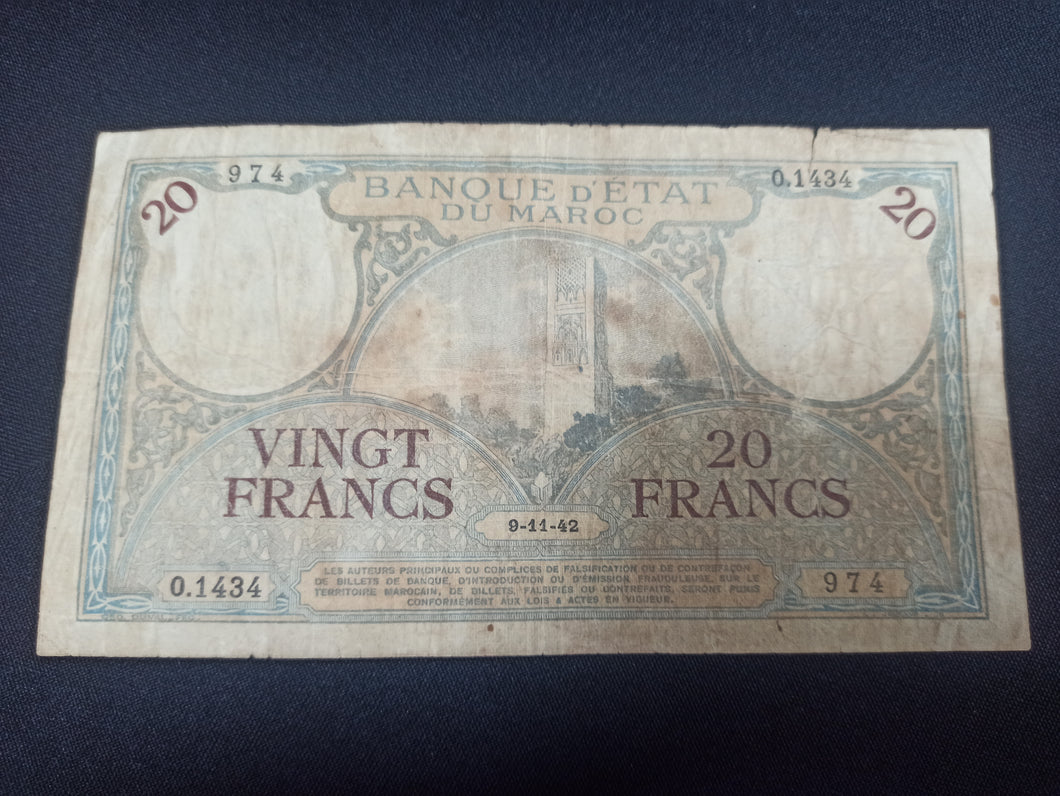 974
0.1434
20
BANQUE D'ÉTAT
DU MAROC
20
VINGT
FRANCS
20
FRANCS
9-11-42
LES AUTEURS PRINCIPAUX OU COMPLICES DE FALSIFICATION OU DE CONTREFAÇON
DE BILLETS DE BANQUE, D'INTRODUCTION OU D'ÉMISSION FRAUDULEUSE, SUR LE
TERRITOIRE MAROCAIN, DE BILLETS FALSIFIÉS OU CONTREFAITS, SERONT PUNIS
CONFORMÉMENT AUX LOIS & ACTES EN VIGUEUR.
0.1434
974